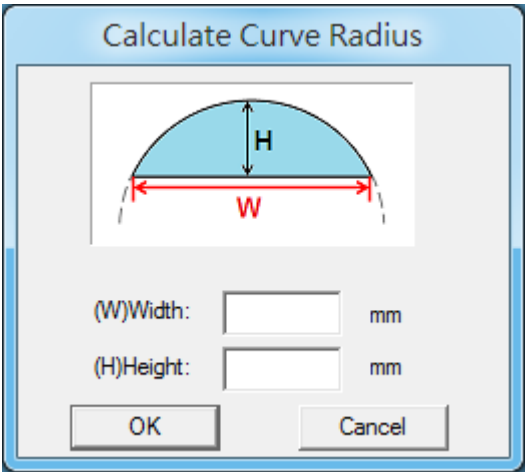 Calculate Curve Radius
H
W
(W)Width: mm
(H)Height: mm
OK Cancel